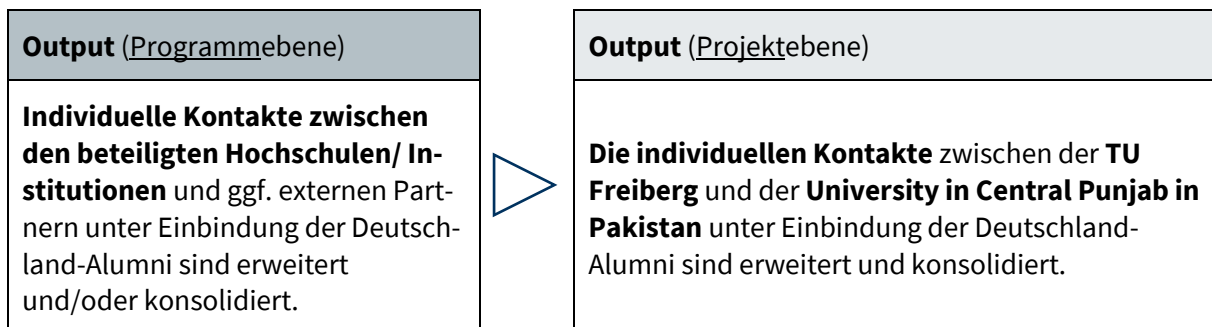 Output (Programmebene)
Individuelle Kontakte zwischen
den beteiligten Hochschulen/ In-
stitutionen und ggf. externen Part-
nern unter Einbindung der Deutsch-
land-Alumni sind erweitert
und/oder konsolidiert.
Output (Projektebene)
Die individuellen Kontakte zwischen der TU
Freiberg und der University in Central Punjab in
Pakistan unter Einbindung der Deutschland-
Alumni sind erweitert und konsolidiert.